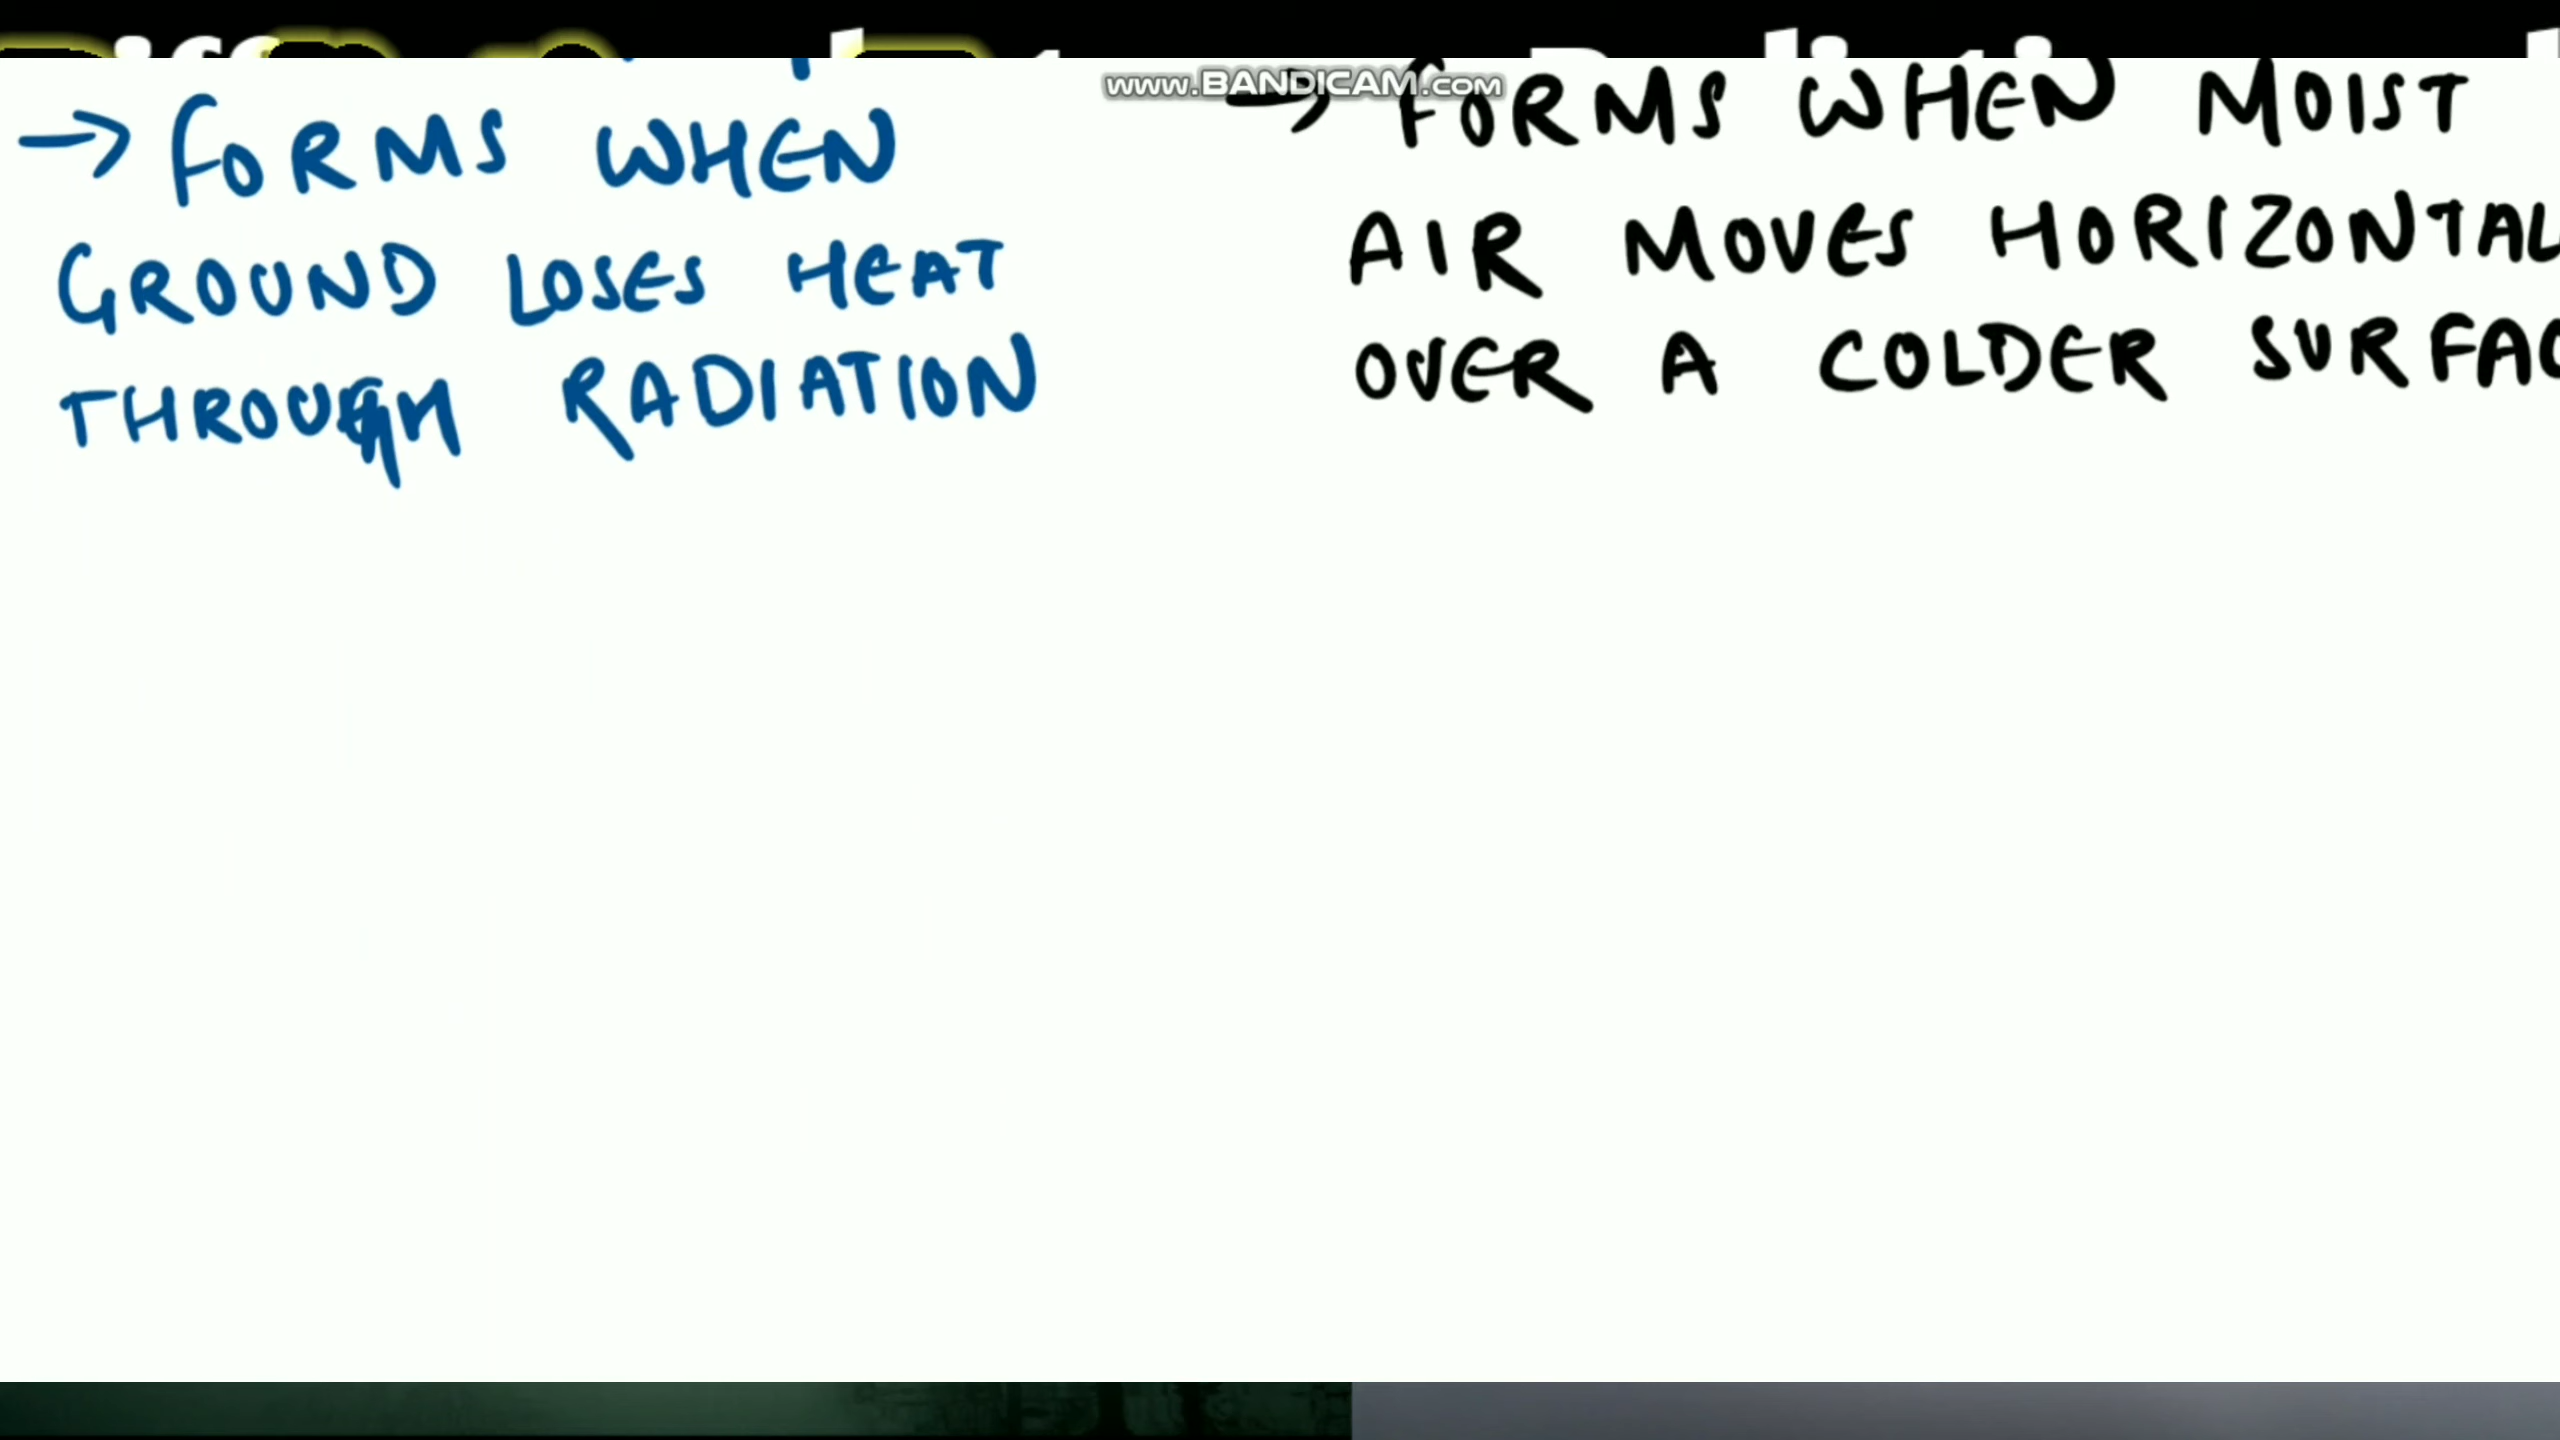 → FORMS WHEN
GROUND LOSES HEAT
THROUGH RADIATION
www.BANDICAM.com
→ FORMS WHEN MOIST
AIR MOVES HORIZONTAL
OVER A COLDER SURFAC